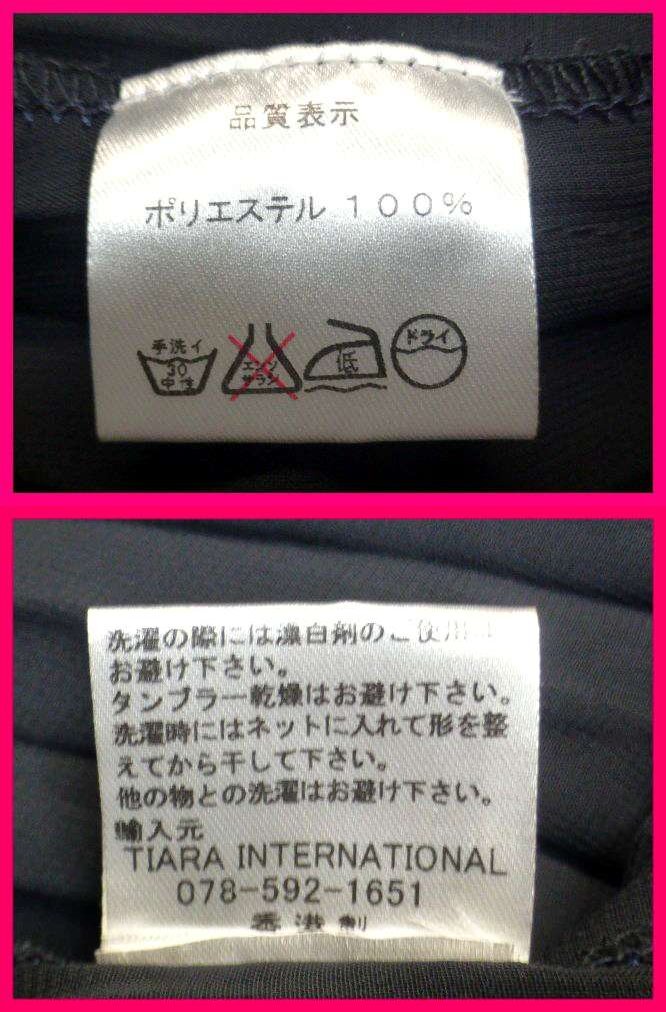 品質表示
ポリエステル 100%
手洗イ
30
中性
エンソ
サラシ
低
ドライ
洗濯の際には漂白剤のご使用は
お避け下さい。
タンブラー乾燥はお避け下さい。
洗濯時にはネットに入れて形を整
えてから干して下さい。
他の物との洗濯はお避け下さい。
輸入元
TIARA INTERNATIONAL
078-592-1651
香港製